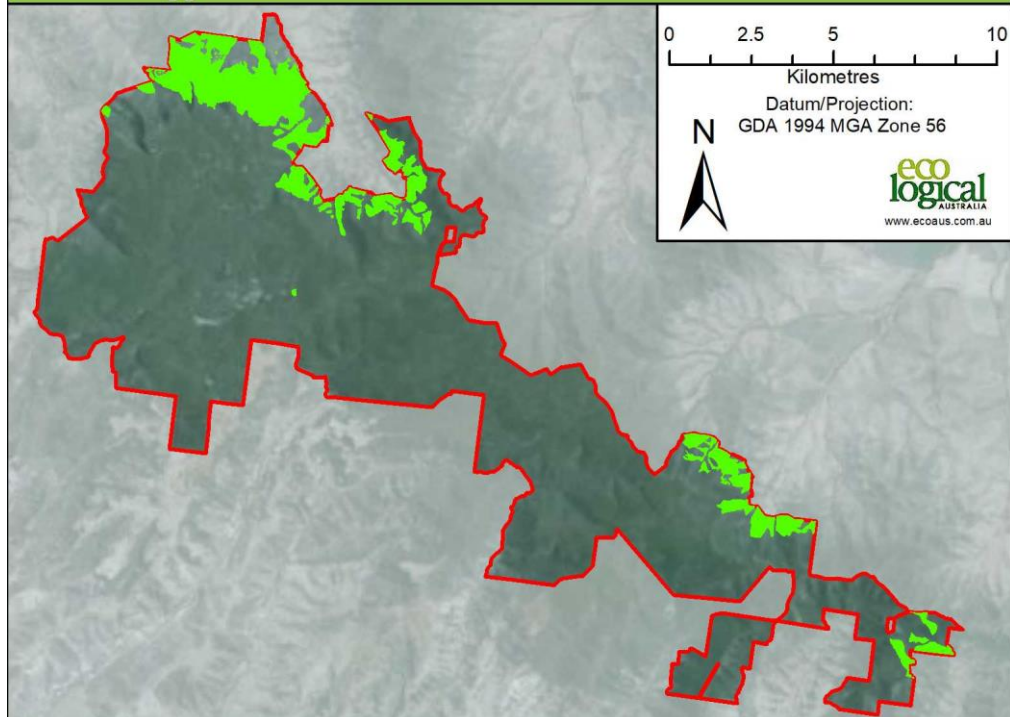 0 2.5 5 10
Kilometres
Datum/Projection:
GDA 1994 MGA Zone 56
N
eco
logical
AUSTRALIA
www.ecoaus.com.au